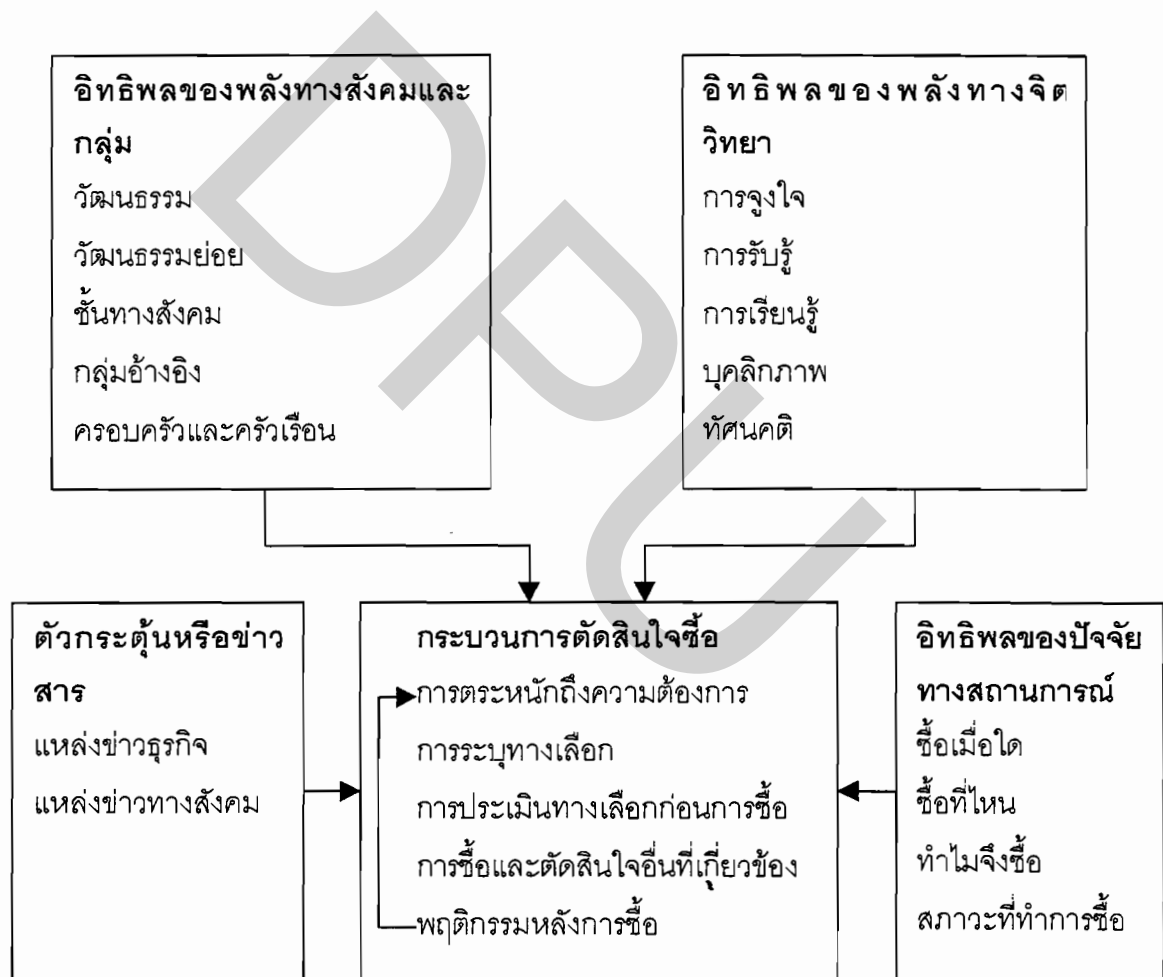 อิทธิพลของพลังทางสังคมและ
กลุ่ม
วัฒนธรรม
วัฒนธรรมย่อย
ชั้นทางสังคม
กลุ่มอ้างอิง
ครอบครัวและครัวเรือน
อิทธิพลของพลังทางจิต
วิทยา
การจูงใจ
การรับรู้
การเรียนรู้
บุคลิกภาพ
ทัศนคติ
ตัวกระตุ้นหรือข่าว
สาร
แหล่งข่าวธุรกิจ
แหล่งข่าวทางสังคม
กระบวนการตัดสินใจซื้อ
การตระหนักถึงความต้องการ
การระบุทางเลือก
การประเมินทางเลือกก่อนการซื้อ
การซื้อและตัดสินใจอื่นที่เกี่ยวข้อง
พฤติกรรมหลังการซื้อ
อิทธิพลของปัจจัย
ทางสถานการณ์
ซื้อเมื่อใด
ซื้อที่ไหน
ทำไมจึงซื้อ
สภาวะที่ทำการซื้อ
DPU